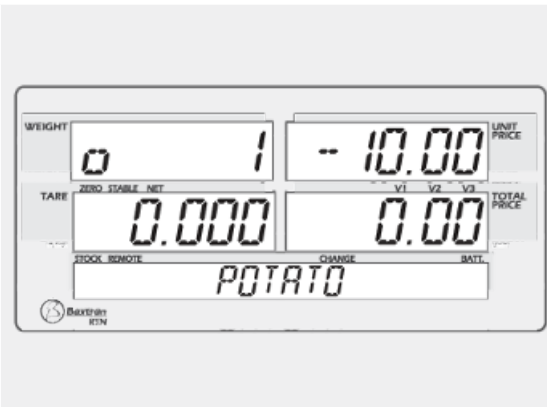 WEIGHT o 1 - 10.00 UNIT PRICE
ZERO STABLE NET V1 V2 V3
TARE 0.000 0.00 TOTAL PRICE
STOCK REMOTE CHANGE BATT.
POTATO
Baxtran
RTN